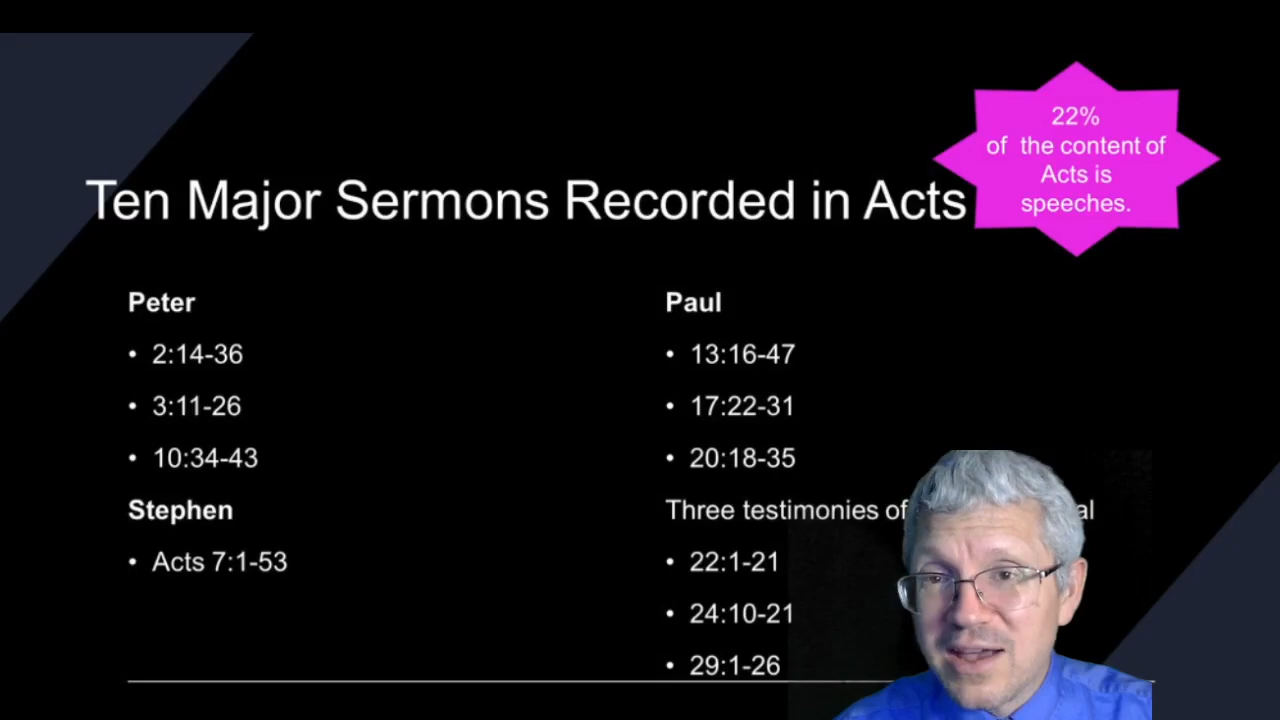 22%
of the content of
Acts is
speeches.
Ten Major Sermons Recorded in Acts
Peter
• 2:14-36
• 3:11-26
• 10:34-43
Stephen
• Acts 7:1-53
Paul
• 13:16-47
• 17:22-31
• 20:18-35
Three testimonies of
• 22:1-21
• 24:10-21
• 29:1-26